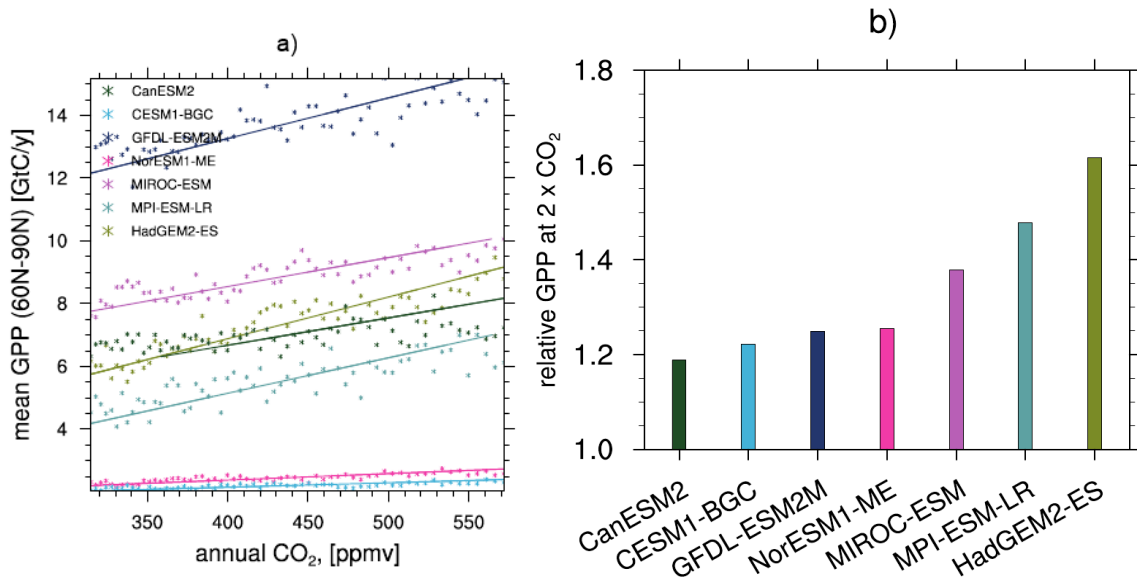 a)
mean GPP (60N-90N) [GtC/y]
14
12
10
8
6
4
CanESM2
CESM1-BGC
GFDL-ESM2M
NorESM1-ME
MIROC-ESM
MPI-ESM-LR
HadGEM2-ES
350
400
450
500
550
annual CO₂, [ppmv]
b)
relative GPP at 2 x CO₂
1.8
1.6
1.4
1.2
1.0
CanESM2
CESM1-BGC
GFDL-ESM2M
NorESM1-ME
MIROC-ESM
MPI-ESM-LR
HadGEM2-ES